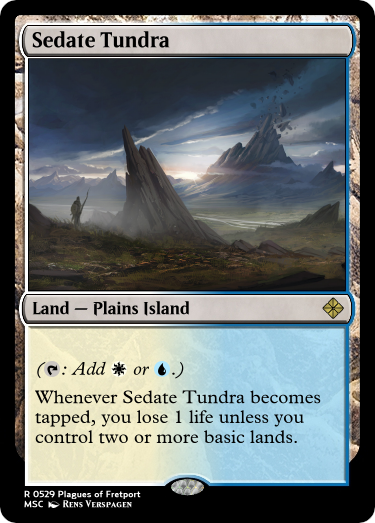 Sedate Tundra
Land — Plains Island
(: Add or .)
Whenever Sedate Tundra becomes
tapped, you lose 1 life unless you
control two or more basic lands.
R 0529 Plagues of Fretport
MSC Rens Verspagen